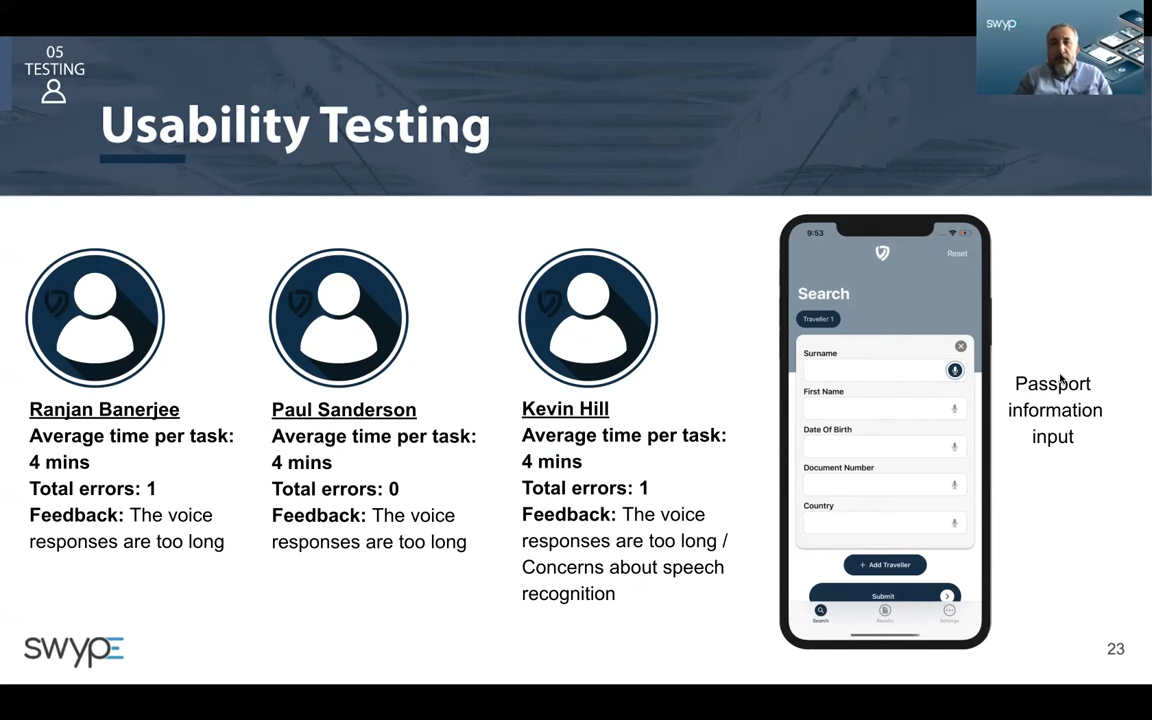 05
TESTING
Usability Testing
swyp
Ranjan Banerjee
Average time per task:
4 mins
Total errors: 1
Feedback: The voice
responses are too long
Paul Sanderson
Average time per task:
4 mins
Total errors: 0
Feedback: The voice
responses are too long
Kevin Hill
Average time per task:
4 mins
Total errors: 1
Feedback: The voice
responses are too long /
Concerns about speech
recognition
9:53
Reset
Search
Traveller 1
Surname
First Name
Date Of Birth
Document Number
Country
+ Add Traveller
Submit
Search
Results
Settings
Passport
information
input
swype
23